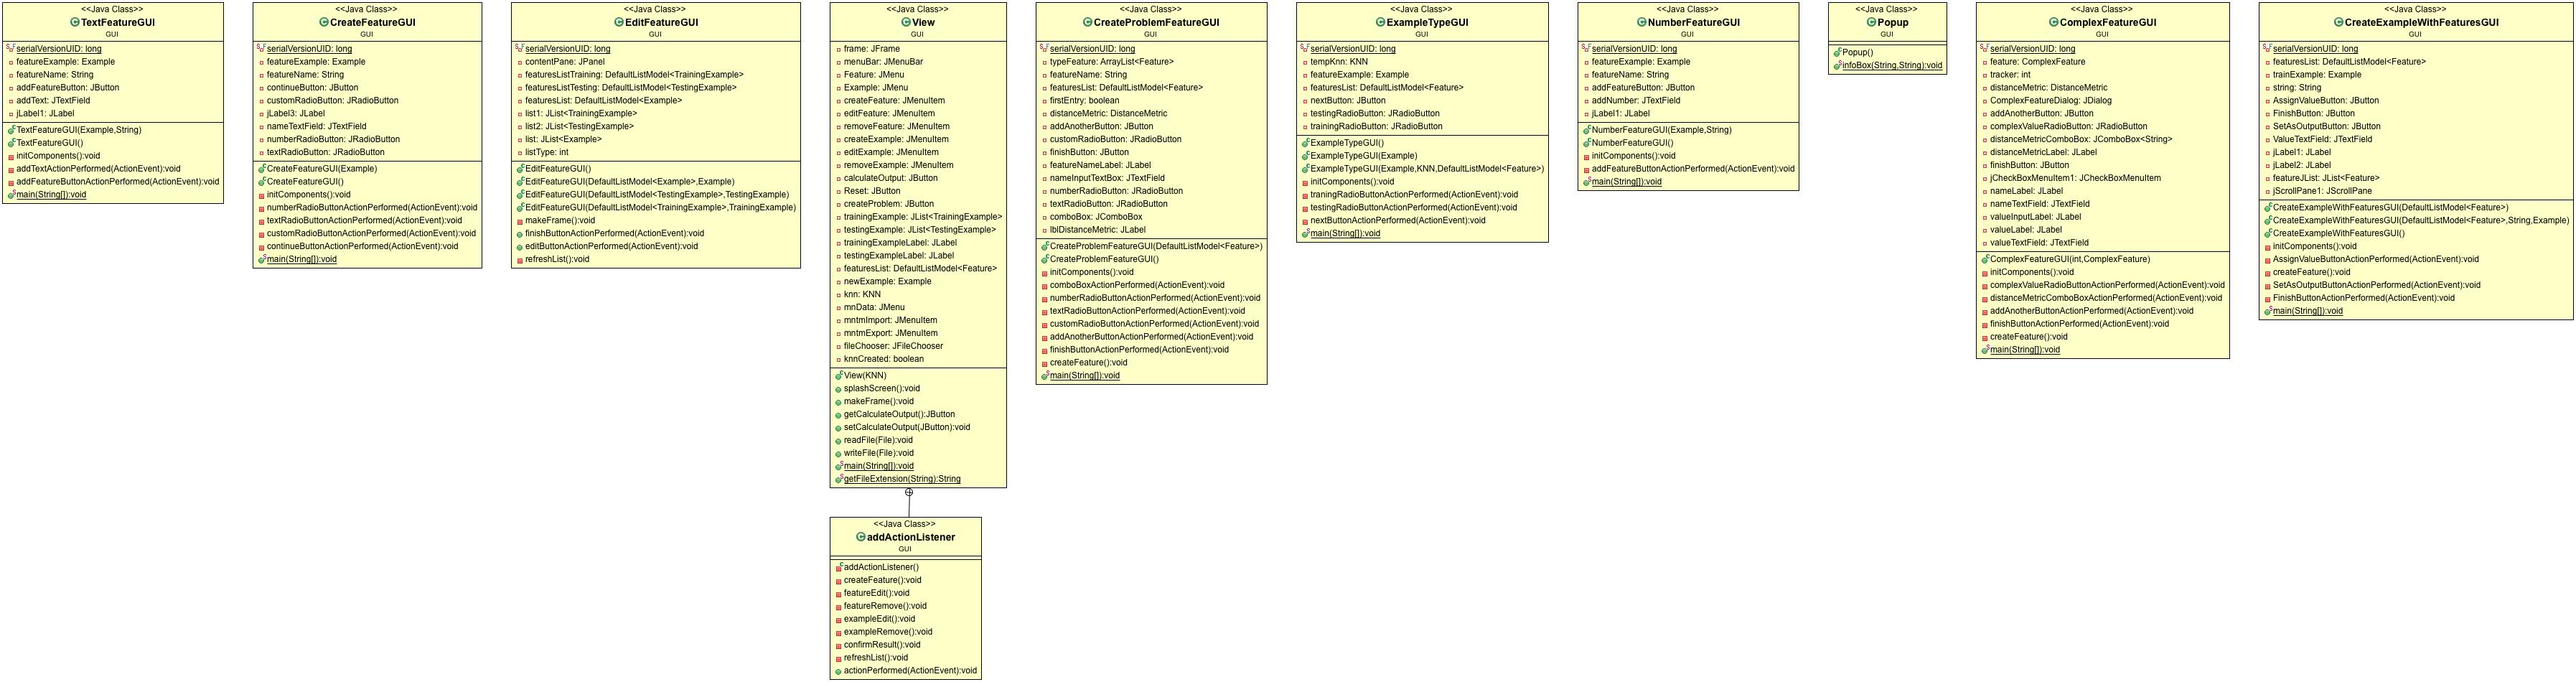 <<Java Class>>
TextFeatureGUI
GUI
serialVersionUID: long
featureExample: Example
featureName: String
addFeatureButton: JButton
addText: JTextField
jLabel1: JLabel
TextFeatureGUI(Example,String)
TextFeatureGUI()
initComponents():void
addTextActionPerformed(ActionEvent):void
addFeatureButtonActionPerformed(ActionEvent):void
main(String[]):void
<<Java Class>>
CreateFeatureGUI
GUI
serialVersionUID: long
featureExample: Example
featureName: String
continueButton: JButton
customRadioButton: JRadioButton
jLabel3: JLabel
nameTextField: JTextField
numberRadioButton: JRadioButton
textRadioButton: JRadioButton
CreateFeatureGUI(Example)
CreateFeatureGUI()
initComponents():void
numberRadioButtonActionPerformed(ActionEvent):void
textRadioButtonActionPerformed(ActionEvent):void
customRadioButtonActionPerformed(ActionEvent):void
continueButtonActionPerformed(ActionEvent):void
main(String[]):void
<<Java Class>>
EditFeatureGUI
GUI
serialVersionUID: long
contentPane: JPanel
featuresListTraining: DefaultListModel<TrainingExample>
featuresListTesting: DefaultListModel<TestingExample>
featuresList: DefaultListModel<Example>
list1: JList<TrainingExample>
list2: JList<TestingExample>
list: JList<Example>
listType: int
EditFeatureGUI()
EditFeatureGUI(DefaultListModel<Example>,Example)
EditFeatureGUI(DefaultListModel<TestingExample>,TestingExample)
EditFeatureGUI(DefaultListModel<TrainingExample>,TrainingExample)
makeFrame():void
finishButtonActionPerformed(ActionEvent):void
editButtonActionPerformed(ActionEvent):void
refreshList():void
<<Java Class>>
View
GUI
frame: JFrame
menuBar: JMenuBar
Feature: JMenu
Example: JMenu
createFeature: JMenuItem
editFeature: JMenuItem
removeFeature: JMenuItem
createExample: JMenuItem
editExample: JMenuItem
removeExample: JMenuItem
calculateOutput: JButton
Reset: JButton
createProblem: JButton
trainingExample: JList<TrainingExample>
testingExample: JList<TestingExample>
trainingExampleLabel: JLabel
testingExampleLabel: JLabel
featuresList: DefaultListModel<Feature>
newExample: Example
knn: KNN
mnData: JMenu
mntmImport: JMenuItem
mntmExport: JMenuItem
fileChooser: JFileChooser
knnCreated: boolean
View(KNN)
splashScreen():void
makeFrame():void
getCalculateOutput():JButton
setCalculateOutput(JButton):void
readFile(File):void
writeFile(File):void
main(String[]):void
getFileExtension(String):String
<<Java Class>>
addActionListener
GUI
addActionListener()
createFeature():void
featureEdit():void
featureRemove():void
exampleEdit():void
exampleRemove():void
confirmResult():void
refreshList():void
actionPerformed(ActionEvent):void
<<Java Class>>
CreateProblemFeatureGUI
GUI
serialVersionUID: long
typeFeature: ArrayList<Feature>
featureName: String
featuresList: DefaultListModel<Feature>
firstEntry: boolean
distanceMetric: DistanceMetric
addAnotherButton: JButton
customRadioButton: JRadioButton
finishButton: JButton
featureNameLabel: JLabel
nameInputTextBox: JTextField
numberRadioButton: JRadioButton
textRadioButton: JRadioButton
comboBox: JComboBox
lblDistanceMetric: JLabel
CreateProblemFeatureGUI(DefaultListModel<Feature>)
CreateProblemFeatureGUI()
initComponents():void
comboBoxActionPerformed(ActionEvent):void
numberRadioButtonActionPerformed(ActionEvent):void
textRadioButtonActionPerformed(ActionEvent):void
customRadioButtonActionPerformed(ActionEvent):void
addAnotherButtonActionPerformed(ActionEvent):void
finishButtonActionPerformed(ActionEvent):void
createFeature():void
main(String[]):void
<<Java Class>>
ExampleTypeGUI
GUI
serialVersionUID: long
tempKnn: KNN
featureExample: Example
featuresList: DefaultListModel<Feature>
nextButton: JButton
testingRadioButton: JRadioButton
trainingRadioButton: JRadioButton
ExampleTypeGUI()
ExampleTypeGUI(Example)
ExampleTypeGUI(Example,KNN,DefaultListModel<Feature>)
initComponents():void
traningRadioButtonActionPerformed(ActionEvent):void
testingRadioButtonActionPerformed(ActionEvent):void
nextButtonActionPerformed(ActionEvent):void
main(String[]):void
<<Java Class>>
NumberFeatureGUI
GUI
serialVersionUID: long
featureExample: Example
featureName: String
addFeatureButton: JButton
addNumber: JTextField
jLabel1: JLabel
NumberFeatureGUI(Example,String)
NumberFeatureGUI()
initComponents():void
addFeatureButtonActionPerformed(ActionEvent):void
main(String[]):void
<<Java Class>>
Popup
GUI
Popup()
infoBox(String,String):void
<<Java Class>>
ComplexFeatureGUI
GUI
serialVersionUID: long
feature: ComplexFeature
tracker: int
distanceMetric: DistanceMetric
ComplexFeatureDialog: JDialog
addAnotherButton: JButton
complexValueRadioButton: JRadioButton
distanceMetricComboBox: JComboBox<String>
distanceMetricLabel: JLabel
finishButton: JButton
jCheckBoxMenuItem1: JCheckBoxMenuItem
nameLabel: JLabel
nameTextField: JTextField
valueInputLabel: JLabel
valueLabel: JLabel
valueTextField: JTextField
ComplexFeatureGUI(int,ComplexFeature)
initComponents():void
complexValueRadioButtonActionPerformed(ActionEvent):void
distanceMetricComboBoxActionPerformed(ActionEvent):void
addAnotherButtonActionPerformed(ActionEvent):void
finishButtonActionPerformed(ActionEvent):void
createFeature():void
main(String[]):void
<<Java Class>>
CreateExampleWithFeaturesGUI
GUI
serialVersionUID: long
featuresList: DefaultListModel<Feature>
trainExample: Example
string: String
AssignValueButton: JButton
FinishButton: JButton
SetAsOutputButton: JButton
ValueTextField: JTextField
jLabel1: JLabel
jLabel2: JLabel
featureJList: JList<Feature>
jScrollPane1: JScrollPane
CreateExampleWithFeaturesGUI(DefaultListModel<Feature>)
CreateExampleWithFeaturesGUI(DefaultListModel<Feature>,String,Example)
CreateExampleWithFeaturesGUI()
initComponents():void
AssignValueButtonActionPerformed(ActionEvent):void
createFeature():void
SetAsOutputButtonActionPerformed(ActionEvent):void
FinishButtonActionPerformed(ActionEvent):void
main(String[]):void